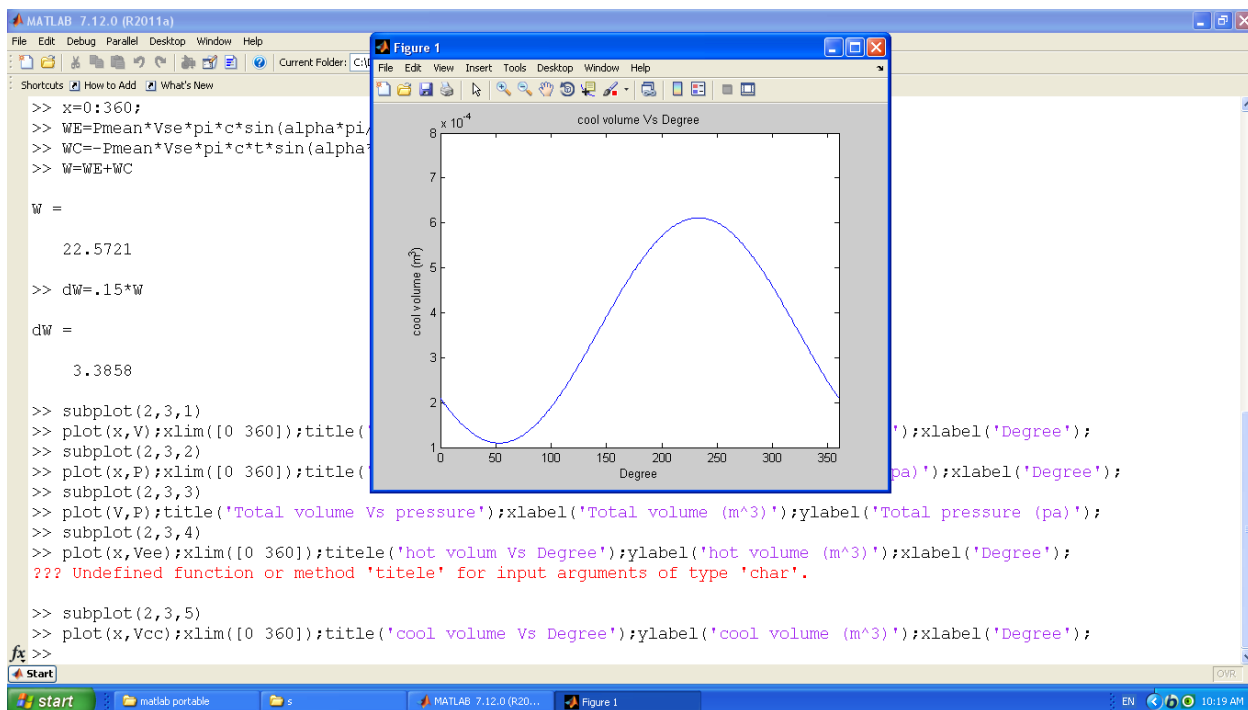 MATLAB 7.12.0 (R2011a)
File Edit Debug Parallel Desktop Window Help
Current Folder: C:\
Shortcuts How to Add What's New
>> x=0:360;
>> WE=Pmean*Vse*pi*c*sin(alpha*pi/
>> WC=-Pmean*Vse*pi*c*t*sin(alpha*
>> W=WE+WC
W =
22.5721
>> dW=.15*W
dW =
3.3858
>> subplot(2,3,1)
>> plot(x,V);xlim([0 360]);title(' ');xlabel('Degree');
>> subplot(2,3,2)
>> plot(x,P);xlim([0 360]);title(' pa)');xlabel('Degree');
>> subplot(2,3,3)
>> plot(V,P);title('Total volume Vs pressure');xlabel('Total volume (m^3)');ylabel('Total pressure (pa)');
>> subplot(2,3,4)
>> plot(x,Vee);xlim([0 360]);titele('hot volum Vs Degree');ylabel('hot volume (m^3)');xlabel('Degree');
??? Undefined function or method 'titele' for input arguments of type 'char'.
>> subplot(2,3,5)
>> plot(x,Vcc);xlim([0 360]);title('cool volume Vs Degree');ylabel('cool volume (m^3)');xlabel('Degree');
fx >>
Figure 1
File Edit View Insert Tools Desktop Window Help
x 10^-4
cool volume Vs Degree
8
7
6
5
4
3
2
1
cool volume (m³)
0 50 100 150 200 250 300 350
Degree
Start
OVR
start matlab portable s MATLAB 7.12.0 (R20... Figure 1 EN 10:19 AM